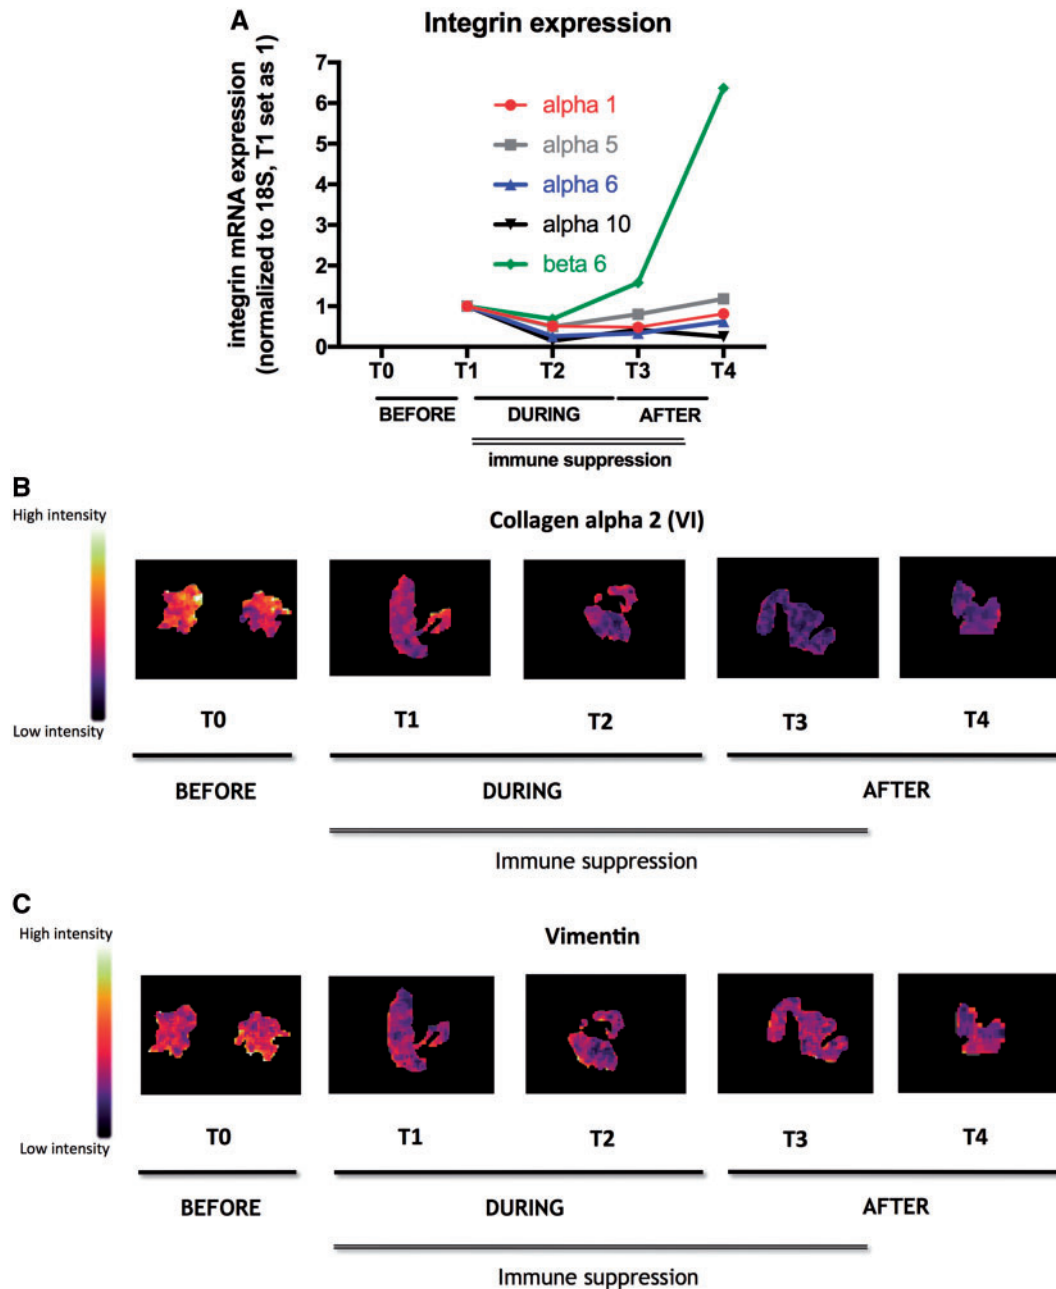 A
Integrin expression
integrin mRNA expression
(normalized to 18S, T1 set as 1)
7
6
5
4
3
2
1
0
alpha 1
alpha 5
alpha 6
alpha 10
beta 6
T0 T1 T2 T3 T4
BEFORE DURING AFTER
immune suppression
B
High intensity
Low intensity
Collagen alpha 2 (VI)
T0 T1 T2 T3 T4
BEFORE DURING AFTER
Immune suppression
C
High intensity
Low intensity
Vimentin
T0 T1 T2 T3 T4
BEFORE DURING AFTER
Immune suppression